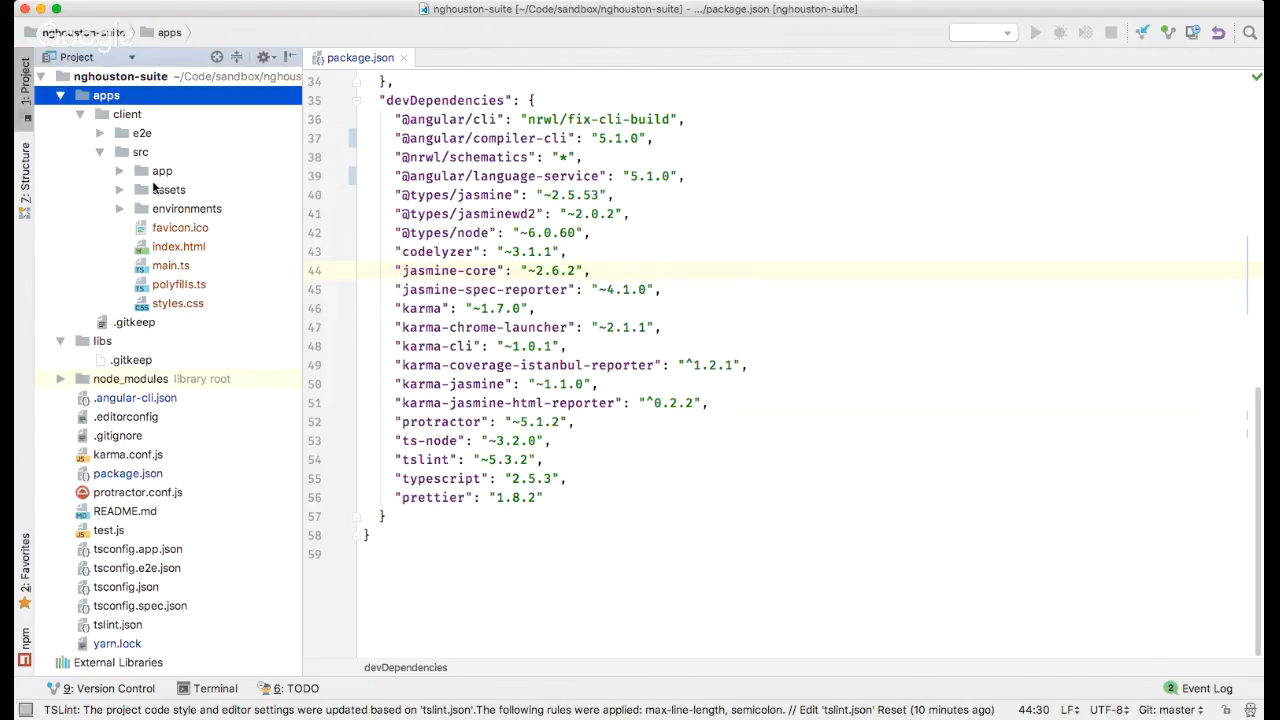 nghouston-suite [~/Code/sandbox/nghouston-suite] - .../package.json [nghouston-suite]
nghouston-suite
apps
Google
Project
package.json
1: Project
Z: Structure
2: Favorites
npm
nghouston-suite ~/Code/sandbox/nghous
apps
client
e2e
src
app
assets
environments
favicon.ico
index.html
main.ts
polyfills.ts
styles.css
.gitkeep
libs
.gitkeep
node_modules library root
.angular-cli.json
.editorconfig
.gitignore
karma.conf.js
package.json
protractor.conf.js
README.md
test.js
tsconfig.app.json
tsconfig.e2e.json
tsconfig.json
tsconfig.spec.json
tslint.json
yarn.lock
External Libraries
34 },
35 "devDependencies": {
36 "@angular/cli": "nrwl/fix-cli-build",
37 "@angular/compiler-cli": "5.1.0",
38 "@nrwl/schematics": "*",
39 "@angular/language-service": "5.1.0",
40 "@types/jasmine": "~2.5.53",
41 "@types/jasminewd2": "~2.0.2",
42 "@types/node": "~6.0.60",
43 "codelyzer": "~3.1.1",
44 "jasmine-core": "~2.6.2",
45 "jasmine-spec-reporter": "~4.1.0",
46 "karma": "~1.7.0",
47 "karma-chrome-launcher": "~2.1.1",
48 "karma-cli": "~1.0.1",
49 "karma-coverage-istanbul-reporter": "^1.2.1",
50 "karma-jasmine": "~1.1.0",
51 "karma-jasmine-html-reporter": "^0.2.2",
52 "protractor": "~5.1.2",
53 "ts-node": "~3.2.0",
54 "tslint": "~5.3.2",
55 "typescript": "2.5.3",
56 "prettier": "1.8.2"
57 }
58 }
59
devDependencies
9: Version Control
Terminal
6: TODO
2 Event Log
TSLint: The project code style and editor settings were updated based on 'tslint.json'.The following rules were applied: max-line-length, semicolon. // Edit 'tslint.json' Reset (10 minutes ago)
44:30 LF÷ UTF-8÷ Git: master÷